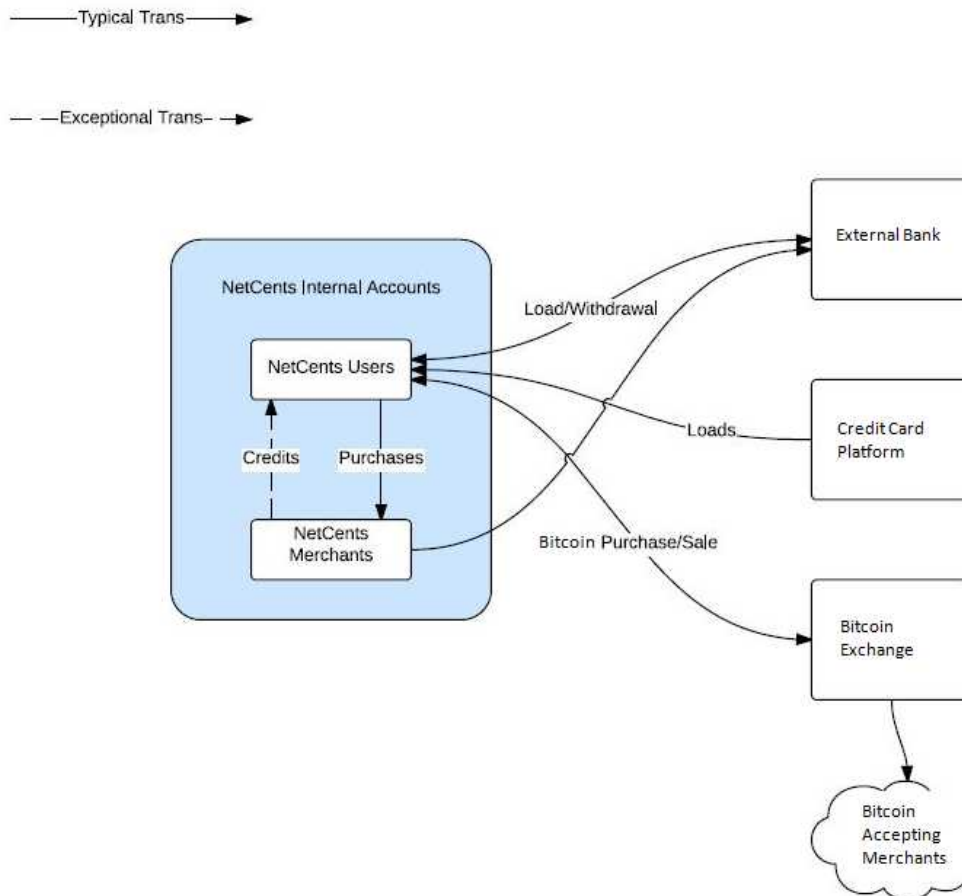 Typical Trans
Exceptional Trans
External Bank
NetCents Internal Accounts
Load/Withdrawal
NetCents Users
Loads
Credit Card
Platform
Credits
Purchases
NetCents
Merchants
Bitcoin Purchase/Sale
Bitcoin
Exchange
Bitcoin
Accepting
Merchants